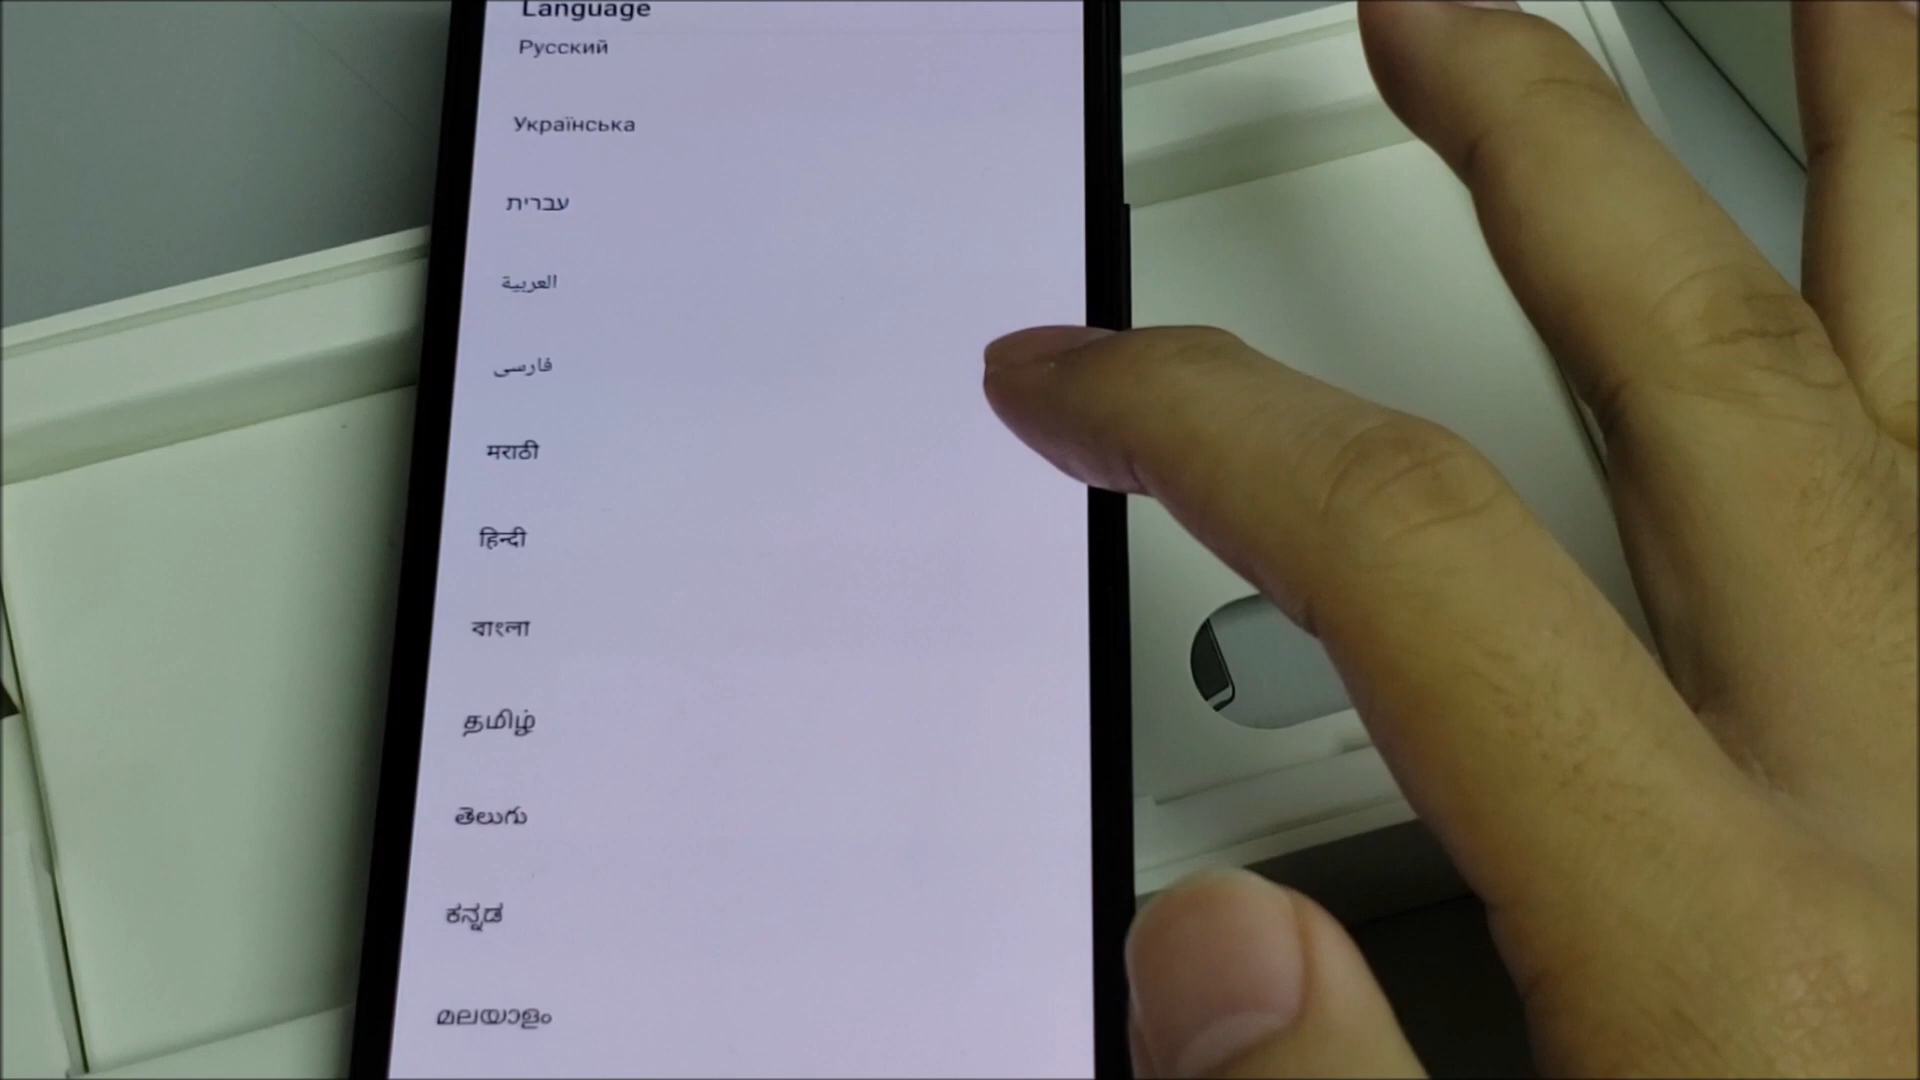 Language
Русский
Українська
עברית
العربية
فارسی
मराठी
हिन्दी
বাংলা
தமிழ்
తెలుగు
ಕನ್ನಡ
മലയാളം